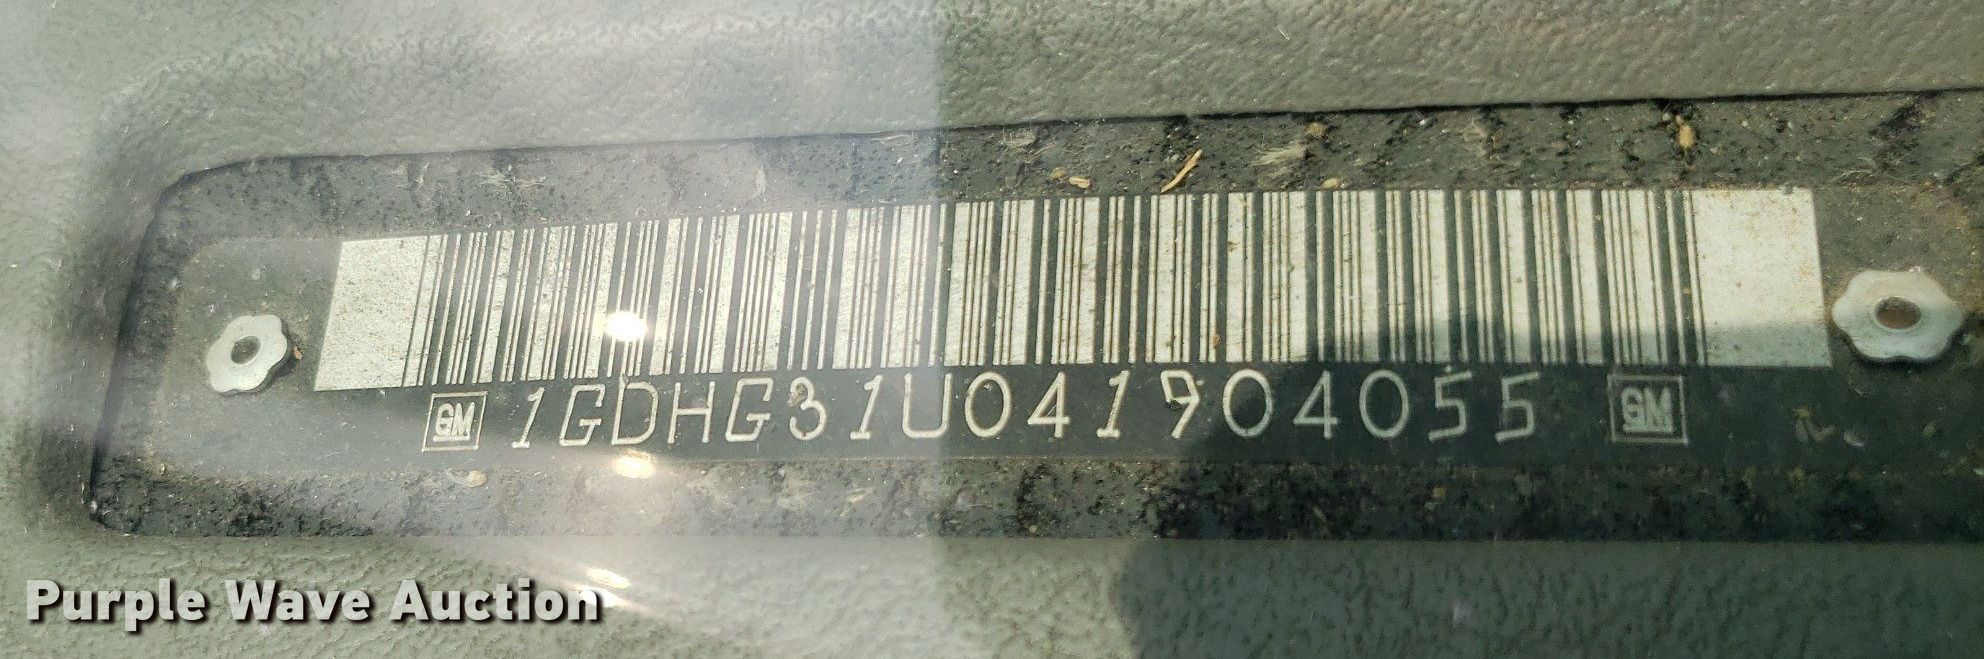 GM 1GDHG31U041904055 GM
Purple Wave Auction